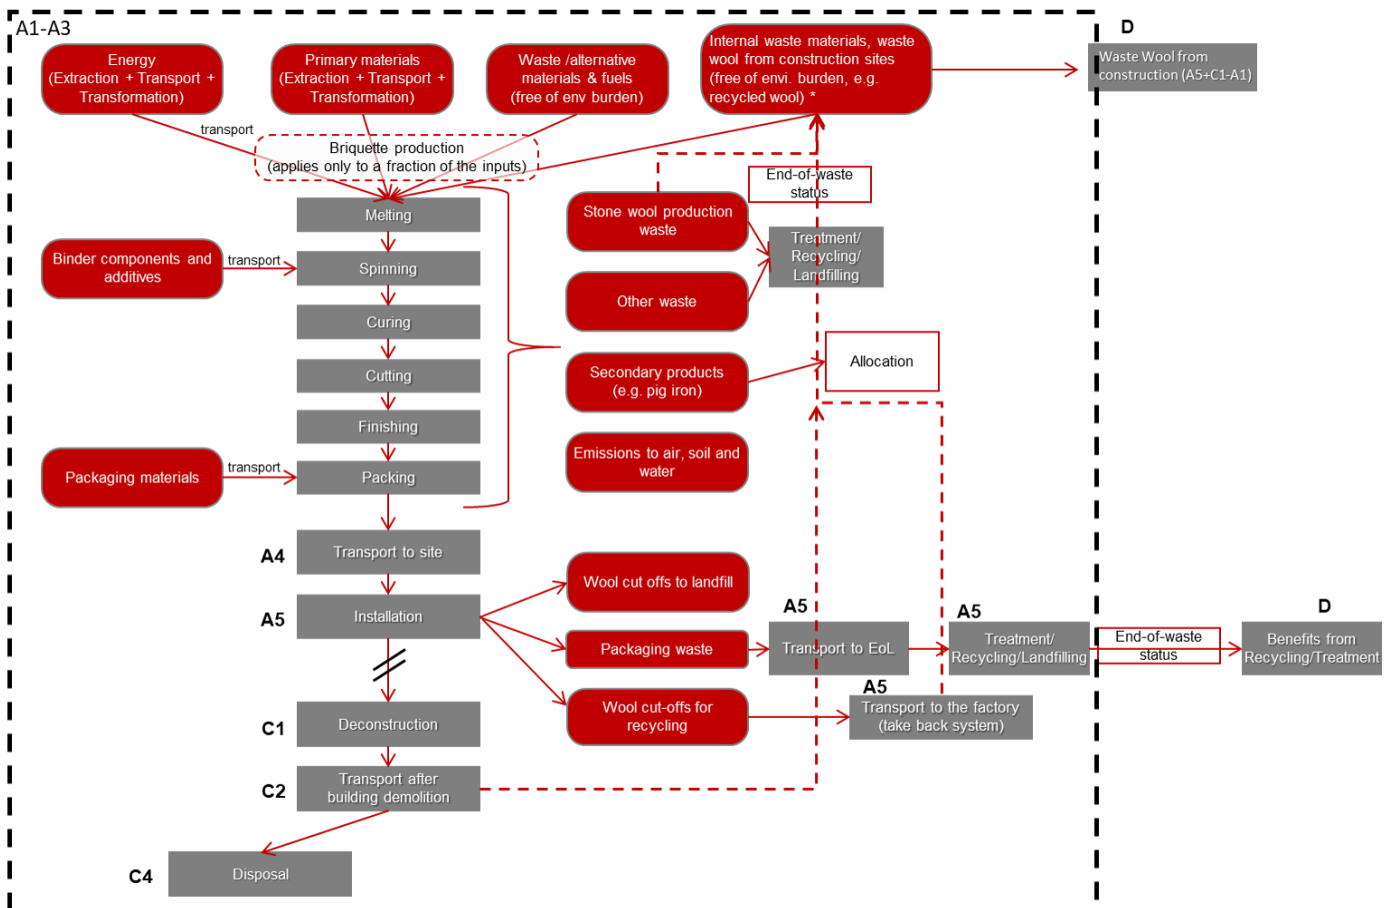 A1-A3
D
Energy
(Extraction + Transport +
Transformation)
Primary materials
(Extraction + Transport +
Transformation)
Waste /alternative
materials & fuels
(free of env burden)
Internal waste materials, waste
wool from construction sites
(free of envi. burden, e.g.
recycled wool) *
Waste Wool from
construction (A5+C1-A1)
transport
Briquette production
(applies only to a fraction of the inputs)
End-of-waste
status
Melting
Stone wool production
waste
Treatment/
Recycling/
Landfilling
Binder components and
additives
transport
Spinning
Other waste
Curing
Cutting
Secondary products
(e.g. pig iron)
Allocation
Finishing
Packaging materials
transport
Packing
Emissions to air, soil and
water
A4
Transport to site
Wool cut offs to landfill
A5
Installation
A5
A5
D
Packaging waste
Transport to EoL
Treatment/
Recycling/Landfilling
End-of-waste
status
Benefits from
Recycling/Treatment
A5
C1
Deconstruction
Wool cut-offs for
recycling
Transport to the factory
(take back system)
C2
Transport after
building demolition
C4
Disposal